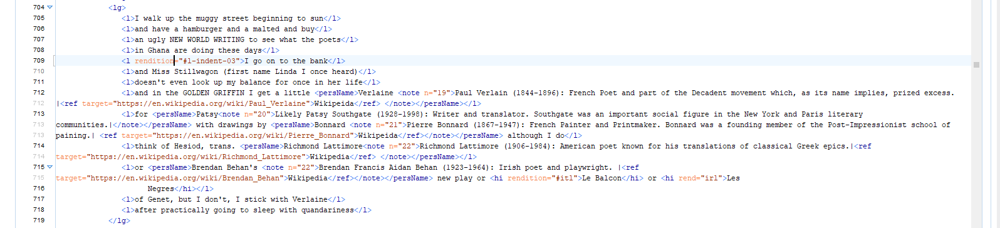 704 <lg>
705 <l>I walk up the muggy street beginning to sun</l>
706 <l>and have a hamburger and a malted and buy</l>
707 <l>an ugly NEW WORLD WRITING to see what the poets</l>
708 <l>in Ghana are doing these days</l>
709 <l rendition="#l-indent-03">I go on to the bank</l>
710 <l>and Miss Stillwagon (first name Linda I once heard)</l>
711 <l>doesn't even look up my balance for once in her life</l>
712 <l>and in the GOLDEN GRIFFIN I get a little <persName>Verlaine <note n="19">Paul Verlain (1844-1896): French Poet and part of the Decadent movement which, as its name implies, prized excess.
712 |<ref target="https://en.wikipedia.org/wiki/Paul_Verlaine">Wikipeida</ref> </note></persName></l>
713 <l>for <persName>Patsy<note n="20">Likely Patsy Southgate (1928-1998): Writer and translator. Southgate was an important social figure in the New York and Paris literary
713 communities.|</note></persName> with drawings by <persName>Bonnard <note n="21">Pierre Bonnard (1867-1947): French Painter and Printmaker. Bonnard was a founding member of the Post-Impressionist school of
713 paining.| <ref target="https://en.wikipedia.org/wiki/Pierre_Bonnard">Wikipeida</ref></note></persName> although I do</l>
714 <l>think of Hesiod, trans. <persName>Richmond Lattimore<note n="22">Richmond Lattimore (1906-1984): American poet known for his translations of classical Greek epics.|<ref
714 target="https://en.wikipedia.org/wiki/Richmond_Lattimore">Wikipedia</ref> </note></persName></l>
715 <l>or <persName>Brendan Behan's <note n="22">Brendan Francis Aidan Behan (1923-1964): Irish poet and playwright. |<ref
715 target="https://en.wikipedia.org/wiki/Brendan_Behan">Wikipedia</ref></note></persName> new play or <hi rendition="#itl">Le Balcon</hi> or <hi rend="irl">Les
716 Negres</hi></l>
717 <l>of Genet, but I don't, I stick with Verlaine</l>
718 <l>after practically going to sleep with quandariness</l>
719 </lg>